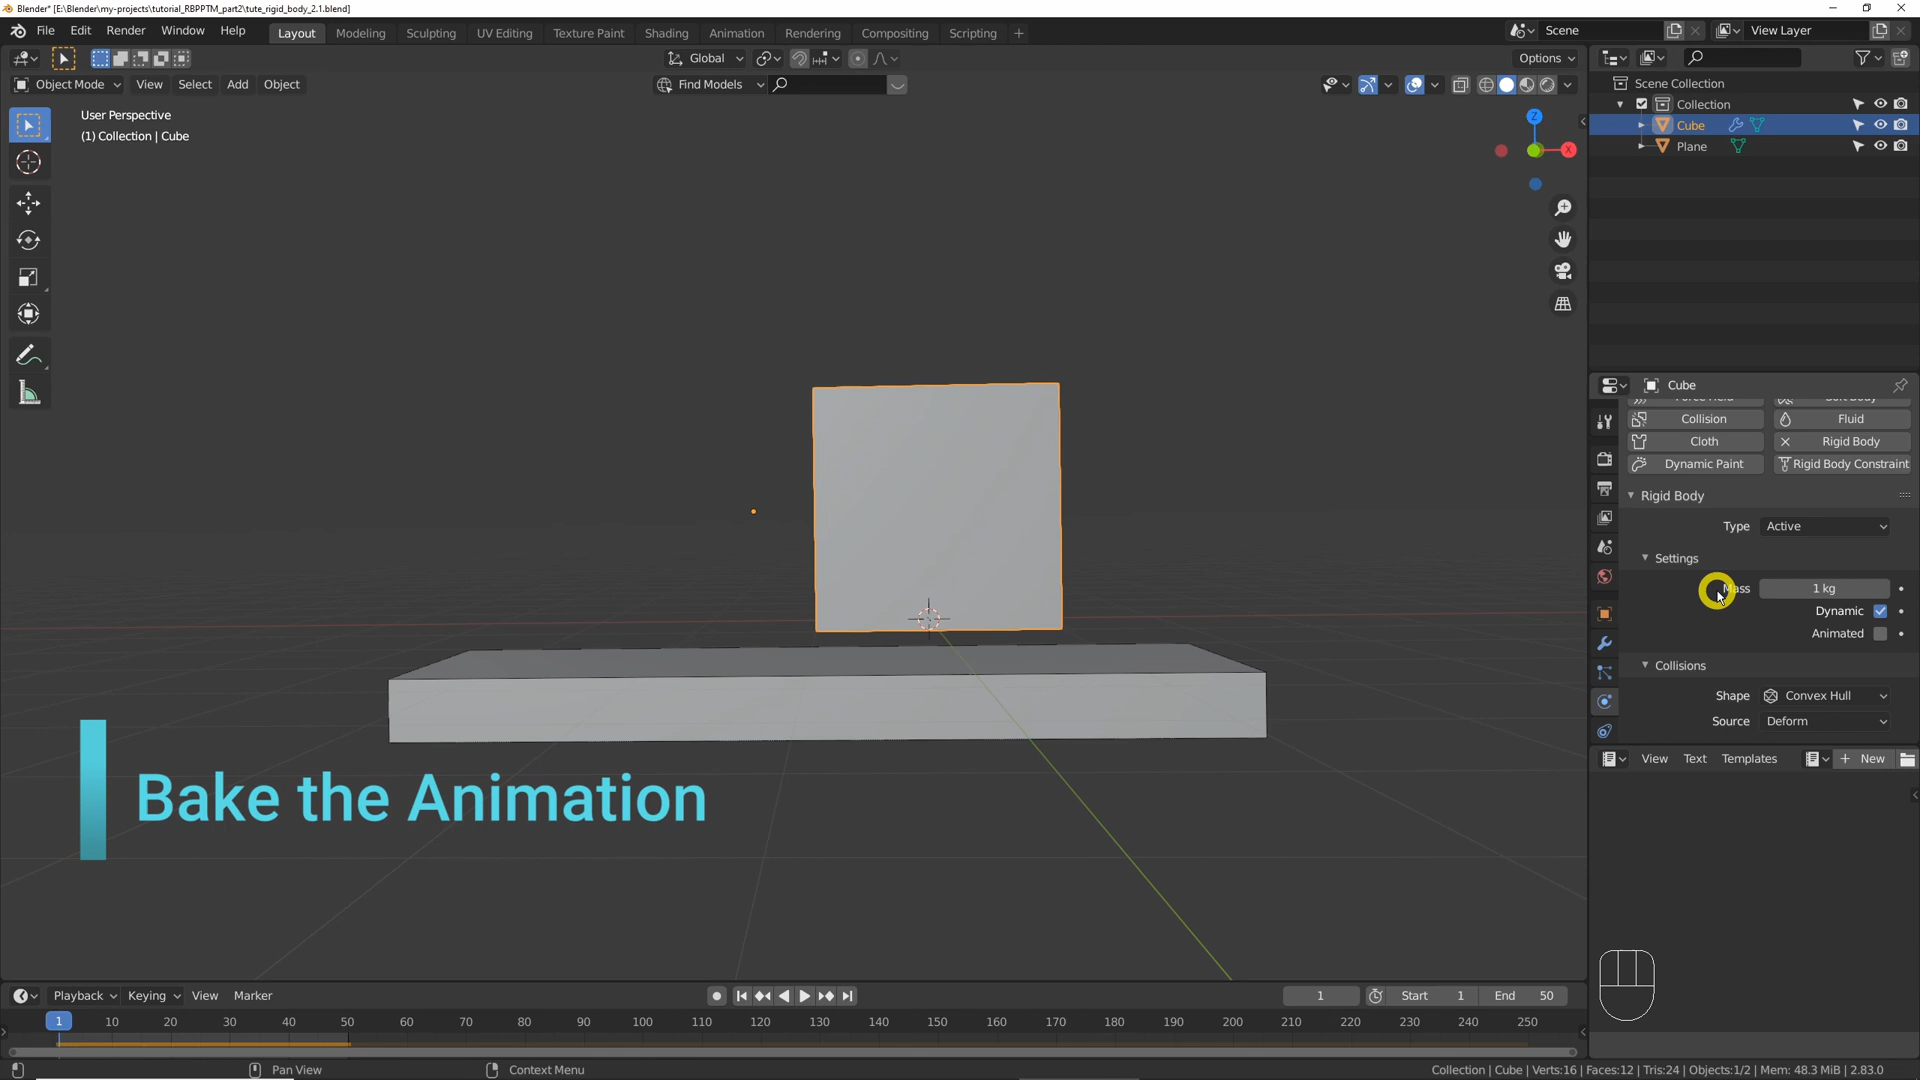 Blender* [E:\Blender\my-projects\tutorial_RBPPTM_part2\tute_rigid_body_2.1.blend]
File Edit Render Window Help Layout Modeling Sculpting UV Editing Texture Paint Shading Animation Rendering Compositing Scripting + Scene View Layer
Global Options
Object Mode View Select Add Object Find Models
User Perspective
(1) Collection | Cube
Z
X
Scene Collection
Collection
Cube
Plane
Cube
Collision Fluid
Cloth Rigid Body
Dynamic Paint Rigid Body Constraint
Rigid Body
Type Active
Settings
Mass 1 kg
Dynamic
Animated
Collisions
Shape Convex Hull
Source Deform
View Text Templates New
Bake the Animation
Playback Keying View Marker 1 Start 1 End 50
1 10 20 30 40 50 60 70 80 90 100 110 120 130 140 150 160 170 180 190 200 210 220 230 240 250
Pan View Context Menu Collection | Cube | Verts:16 | Faces:12 | Tris:24 | Objects:1/2 | Mem: 48.3 MiB | 2.83.0